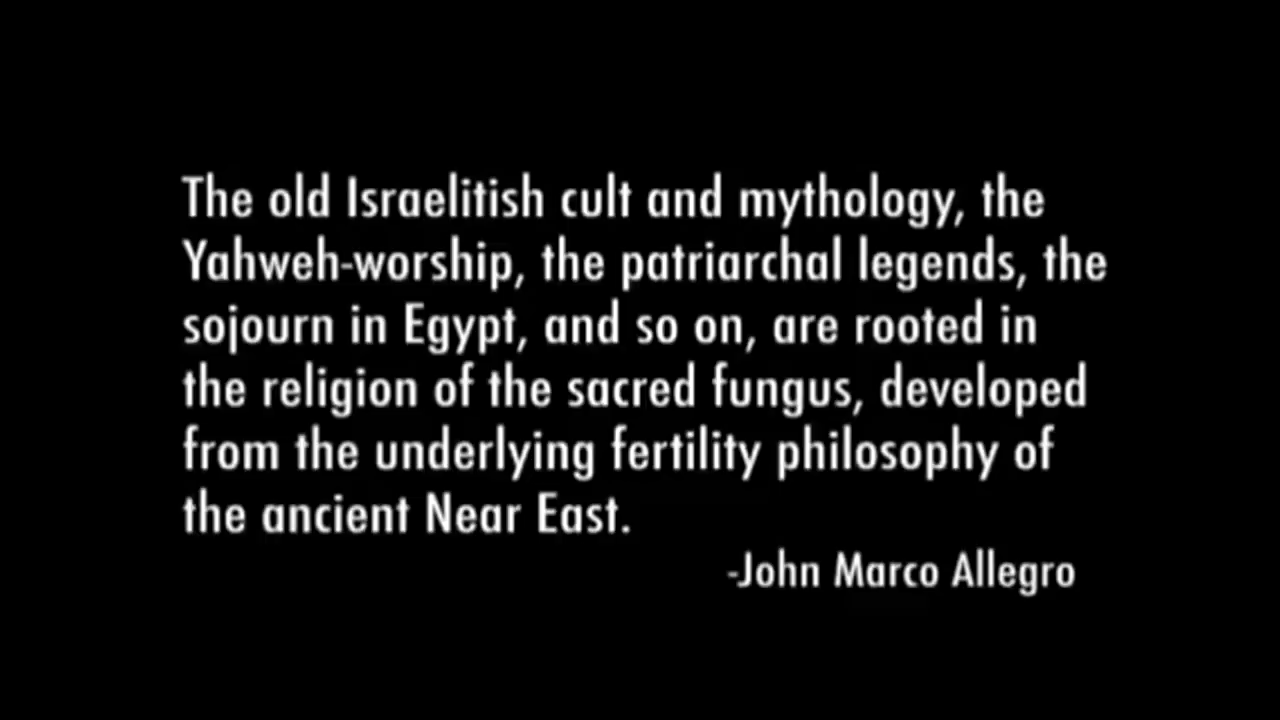 The old Israelitish cult and mythology, the
Yahweh-worship, the patriarchal legends, the
sojourn in Egypt, and so on, are rooted in
the religion of the sacred fungus, developed
from the underlying fertility philosophy of
the ancient Near East.
-John Marco Allegro